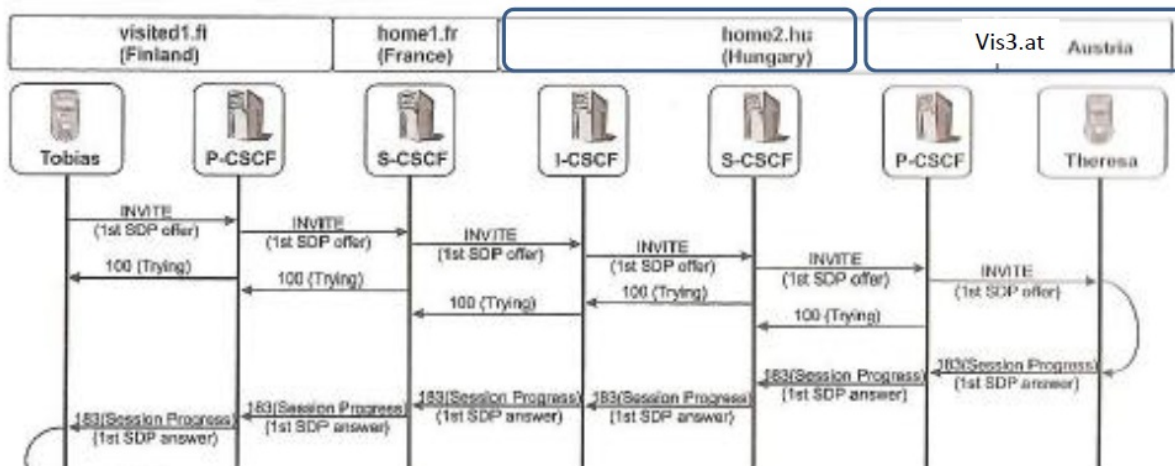 visited1.fi
(Finland)
home1.fr
(France)
home2.hu
(Hungary)
Vis3.at
Austria
Tobias
P-CSCF
S-CSCF
I-CSCF
S-CSCF
P-CSCF
Theresa
INVITE
(1st SDP offer)
INVITE
(1st SDP offer)
INVITE
(1st SDP offer)
INVITE
(1st SDP offer)
INVITE
(1st SDP offer)
INVITE
(1st SDP offer)
100 (Trying)
100 (Trying)
100 (Trying)
100 (Trying)
100 (Trying)
183(Session Progress)
(1st SDP answer)
183(Session Progress)
(1st SDP answer)
183(Session Progress)
(1st SDP answer)
183(Session Progress)
(1st SDP answer)
183(Session Progress)
(1st SDP answer)
183(Session Progress)
(1st SDP answer)